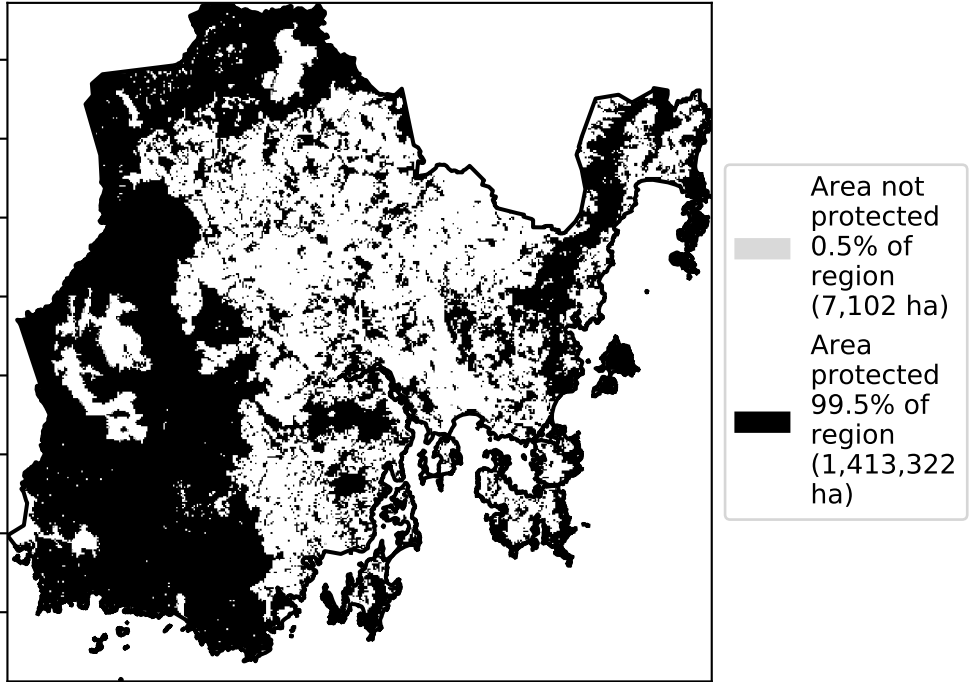 Area not
protected
0.5% of
region
(7,102 ha)
Area
protected
99.5% of
region
(1,413,322
ha)